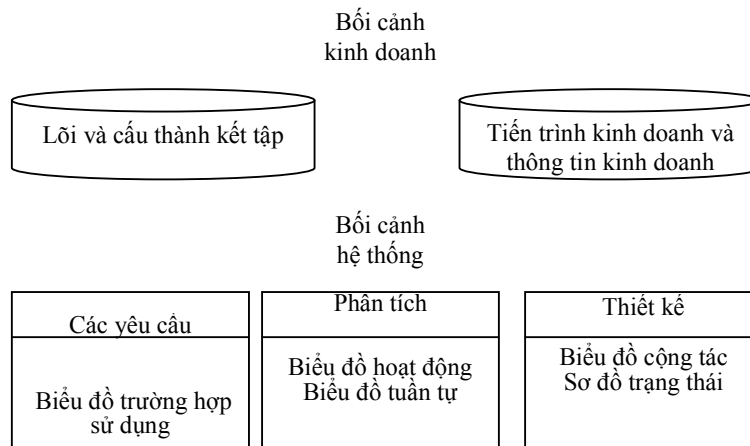 Bối cảnh
kinh doanh
Lõi và cấu thành kết tập
Tiến trình kinh doanh và
thông tin kinh doanh
Bối cảnh
hệ thống
Các yêu cầu
Biểu đồ trường hợp
sử dụng
Phân tích
Biểu đồ hoạt động
Biểu đồ tuần tự
Thiết kế
Biểu đồ cộng tác
Sơ đồ trạng thái